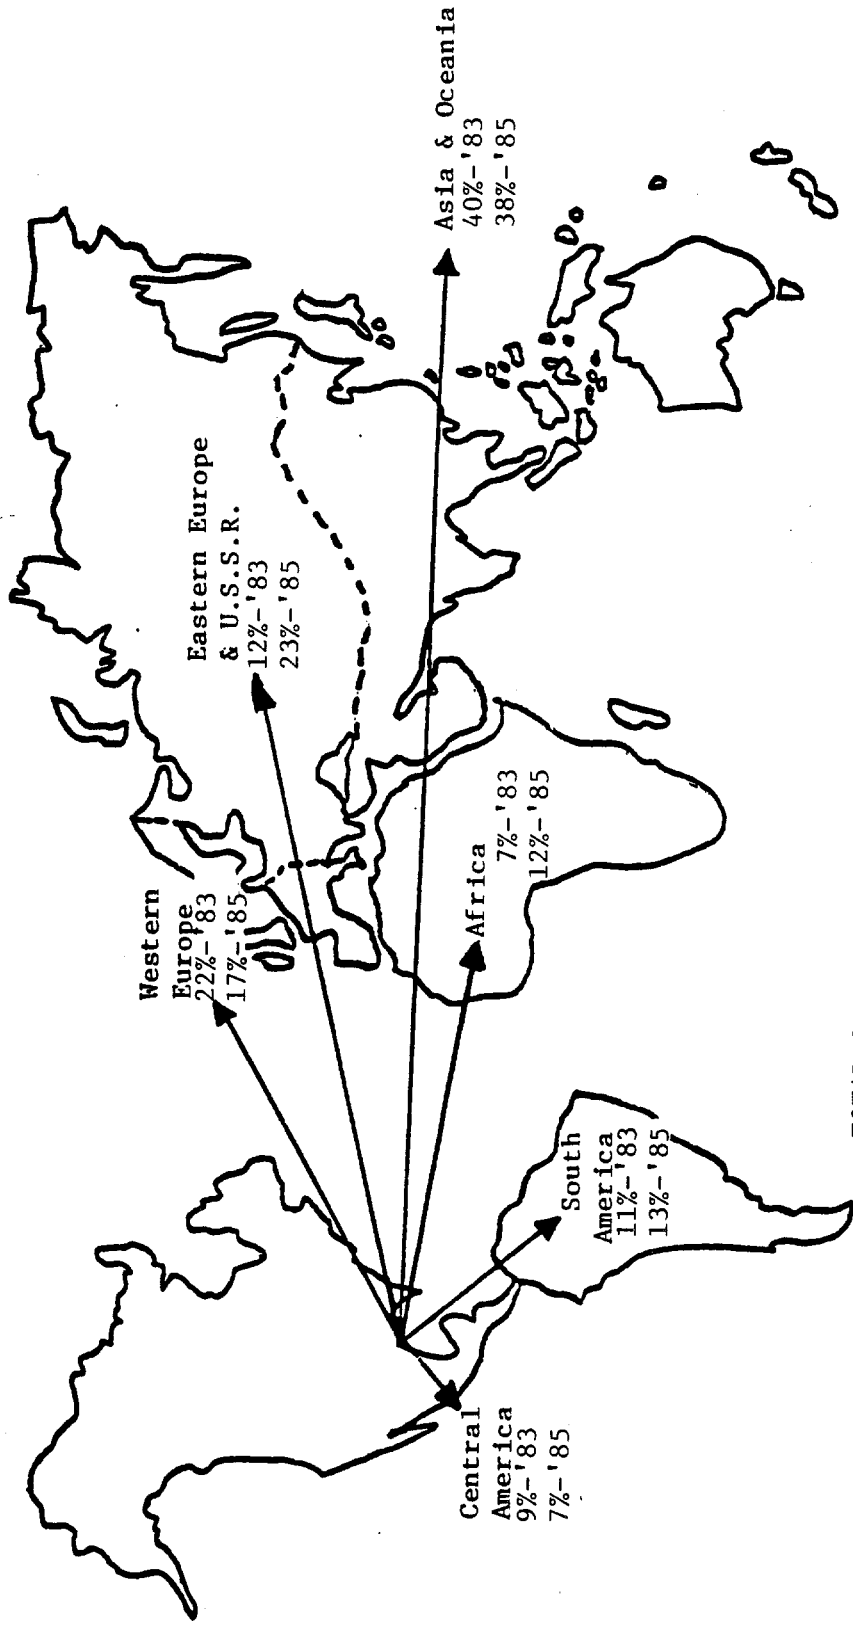 Western
Europe
22%-'83
17%-'85
Eastern Europe
& U.S.S.R.
12%-'83
23%-'85
Asia & Oceania
40%-'83
38%-'85
Africa
7%-'83
12%-'85
South
America
11%-'83
13%-'85
Central
America
9%-'83
7%-'85